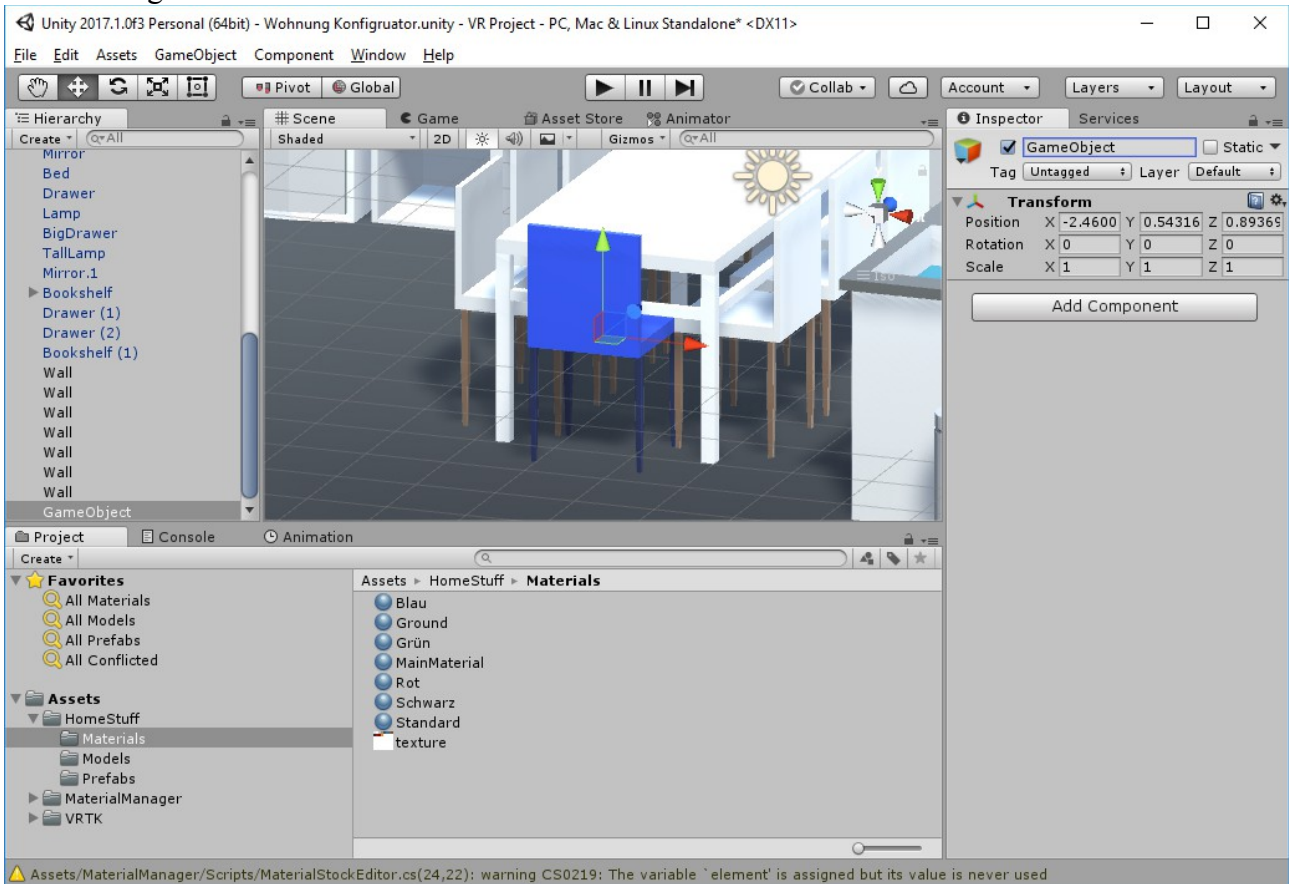 Unity 2017.1.0f3 Personal (64bit) - Wohnung Konfigruator.unity - VR Project - PC, Mac & Linux Standalone* <DX11>
File Edit Assets GameObject Component Window Help
Pivot Global Collab Account Layers Layout
Hierarchy
Create All
Mirror
Bed
Drawer
Lamp
BigDrawer
TallLamp
Mirror.1
Bookshelf
Drawer (1)
Drawer (2)
Bookshelf (1)
Wall
Wall
Wall
Wall
Wall
Wall
Wall
GameObject
Scene Game Asset Store Animator
Shaded 2D Gizmos All
Iso
Inspector Services
GameObject Static
Tag Untagged Layer Default
Transform
Position X -2.4600 Y 0.54316 Z 0.89369
Rotation X 0 Y 0 Z 0
Scale X 1 Y 1 Z 1
Add Component
Project Console Animation
Create
Favorites
All Materials
All Models
All Prefabs
All Conflicted
Assets
HomeStuff
Materials
Models
Prefabs
MaterialManager
VRTK
Assets HomeStuff Materials
Blau
Ground
Grün
MainMaterial
Rot
Schwarz
Standard
texture
Assets/MaterialManager/Scripts/MaterialStockEditor.cs(24,22): warning CS0219: The variable `element' is assigned but its value is never used